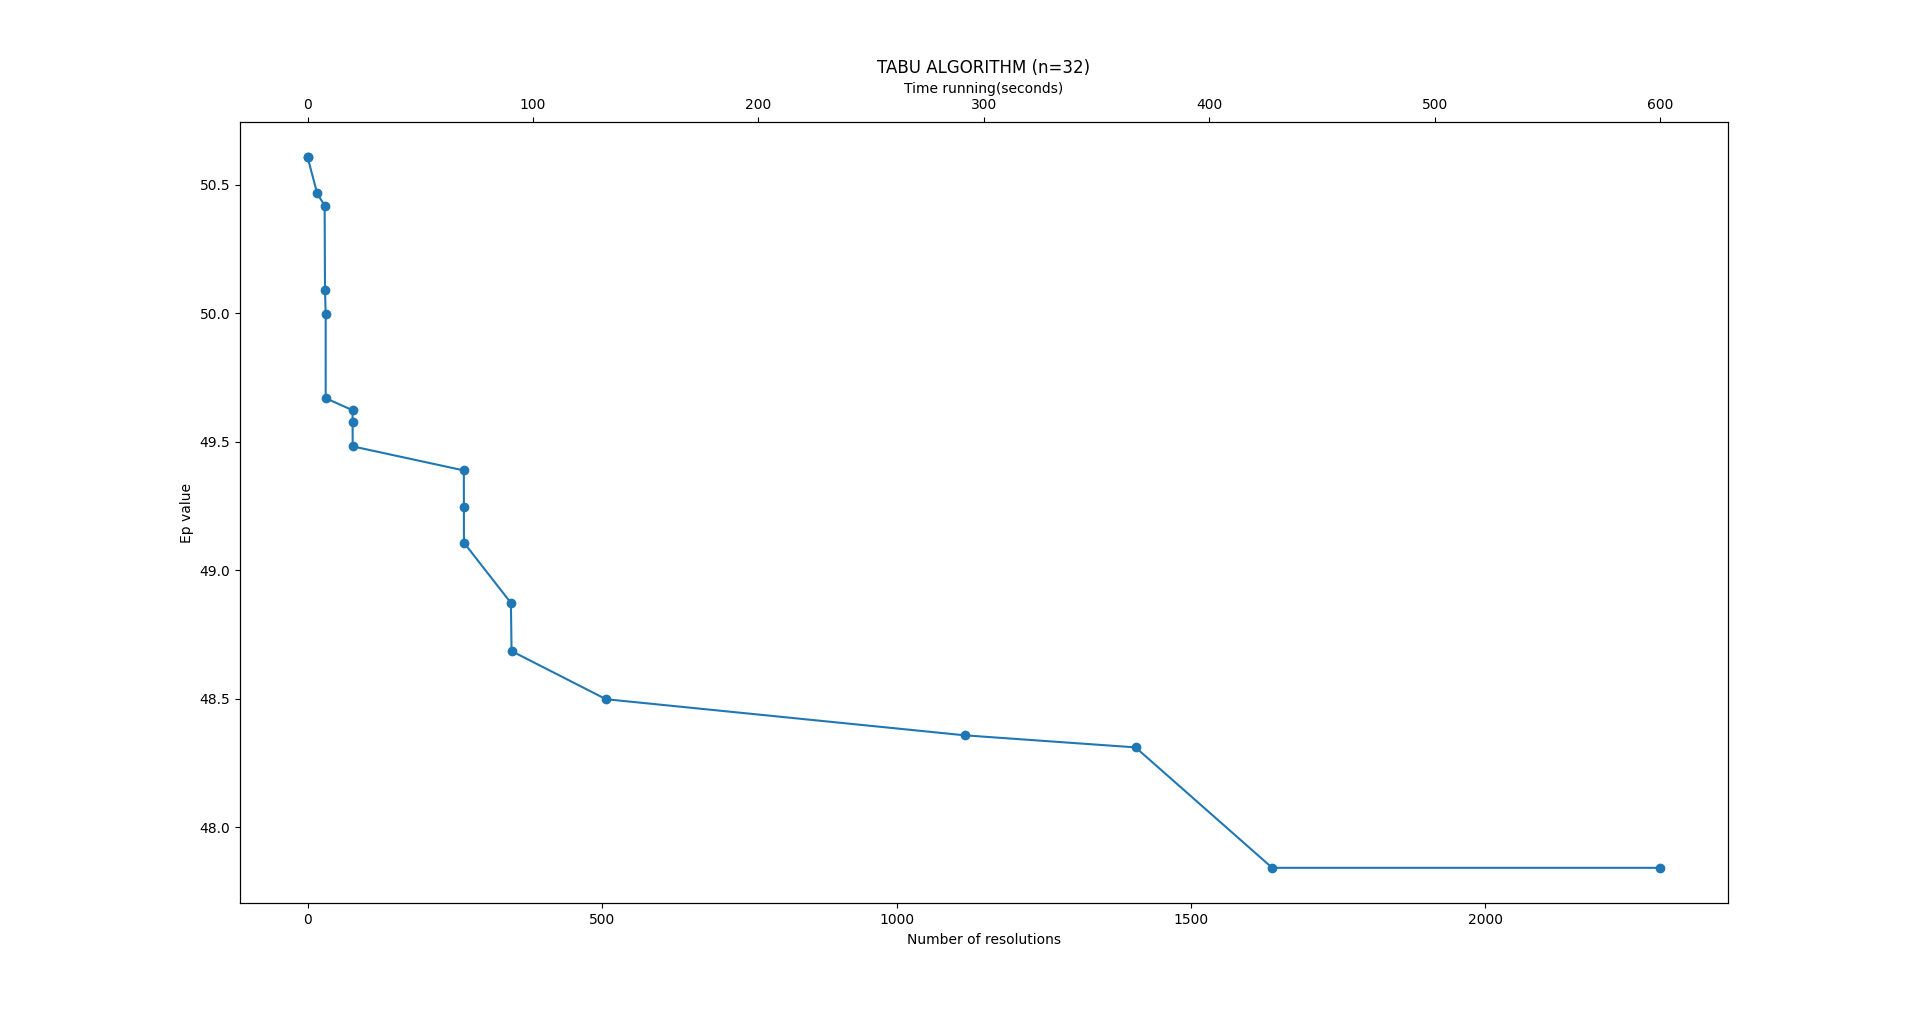 TABU ALGORITHM (n=32)
Time running(seconds)
0 100 200 300 400 500 600
50.5
50.0
49.5
49.0
48.5
48.0
Ep value
0 500 1000 1500 2000
Number of resolutions